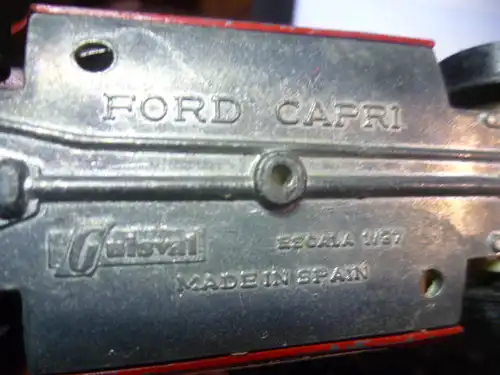 FORD CAPRI
Guisval ESCALA 1/37
MADE IN SPAIN